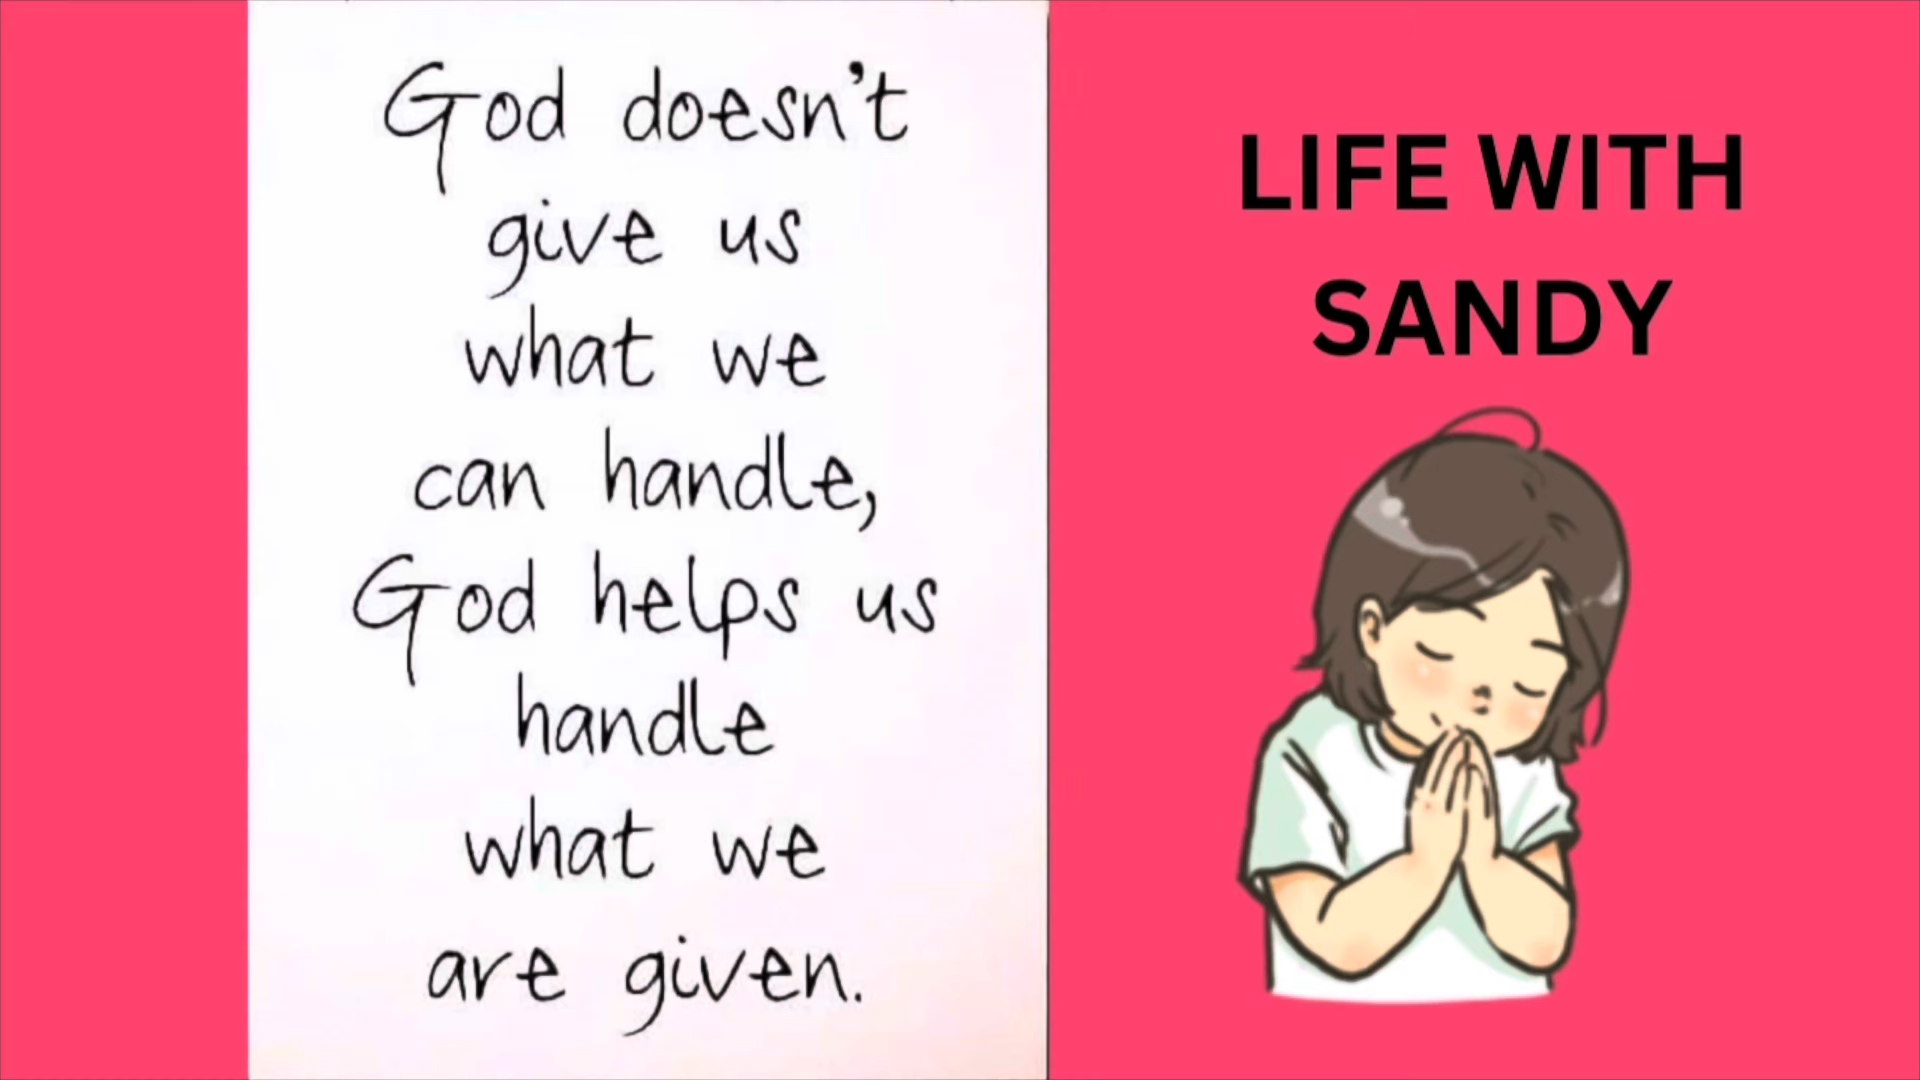 God doesn't
give us
what we
can handle,
God helps us
handle
what we
are given.
LIFE WITH
SANDY